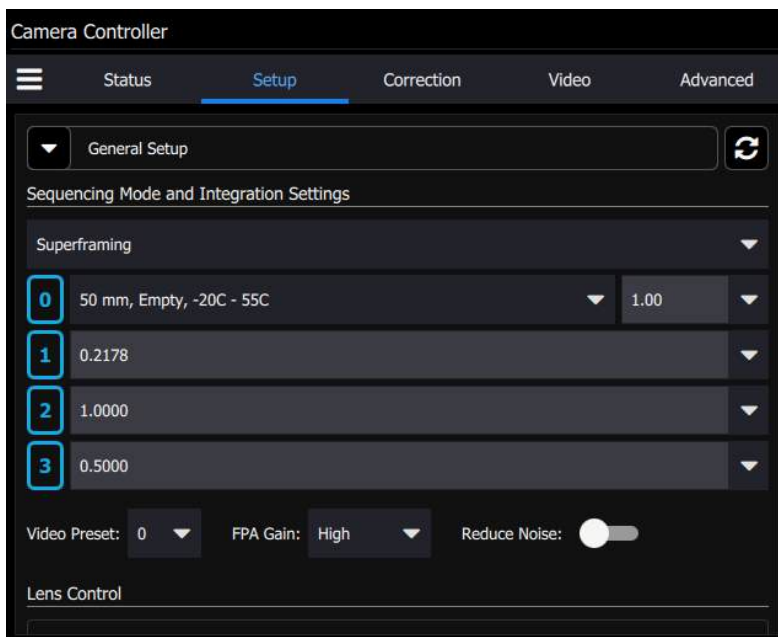 Camera Controller
Status Setup Correction Video Advanced
General Setup
Sequencing Mode and Integration Settings
Superframing
0 50 mm, Empty, -20C - 55C 1.00
1 0.2178
2 1.0000
3 0.5000
Video Preset: 0 FPA Gain: High Reduce Noise:
Lens Control